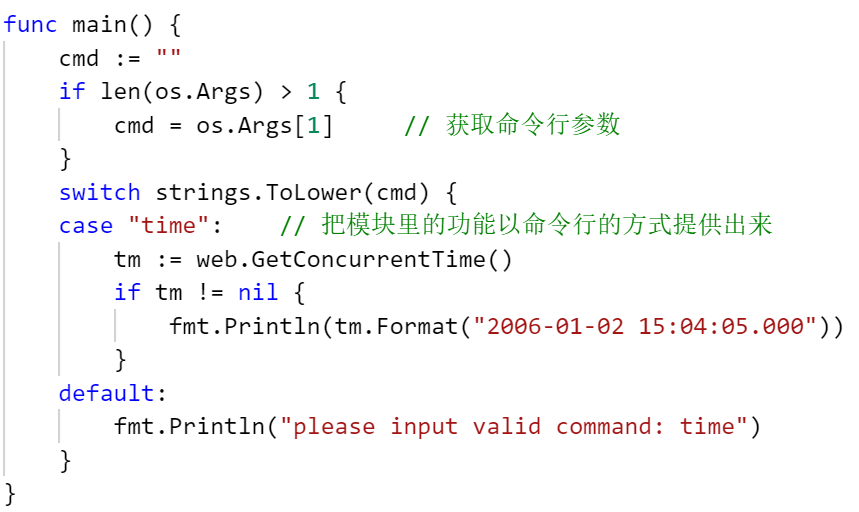 func main() {
    cmd := ""
    if len(os.Args) > 1 {
        cmd = os.Args[1]     // 获取命令行参数
    }
    switch strings.ToLower(cmd) {
    case "time":    // 把模块里的功能以命令行的方式提供出来
        tm := web.GetConcurrentTime()
        if tm != nil {
            fmt.Println(tm.Format("2006-01-02 15:04:05.000"))
        }
    default:
        fmt.Println("please input valid command: time")
    }
}